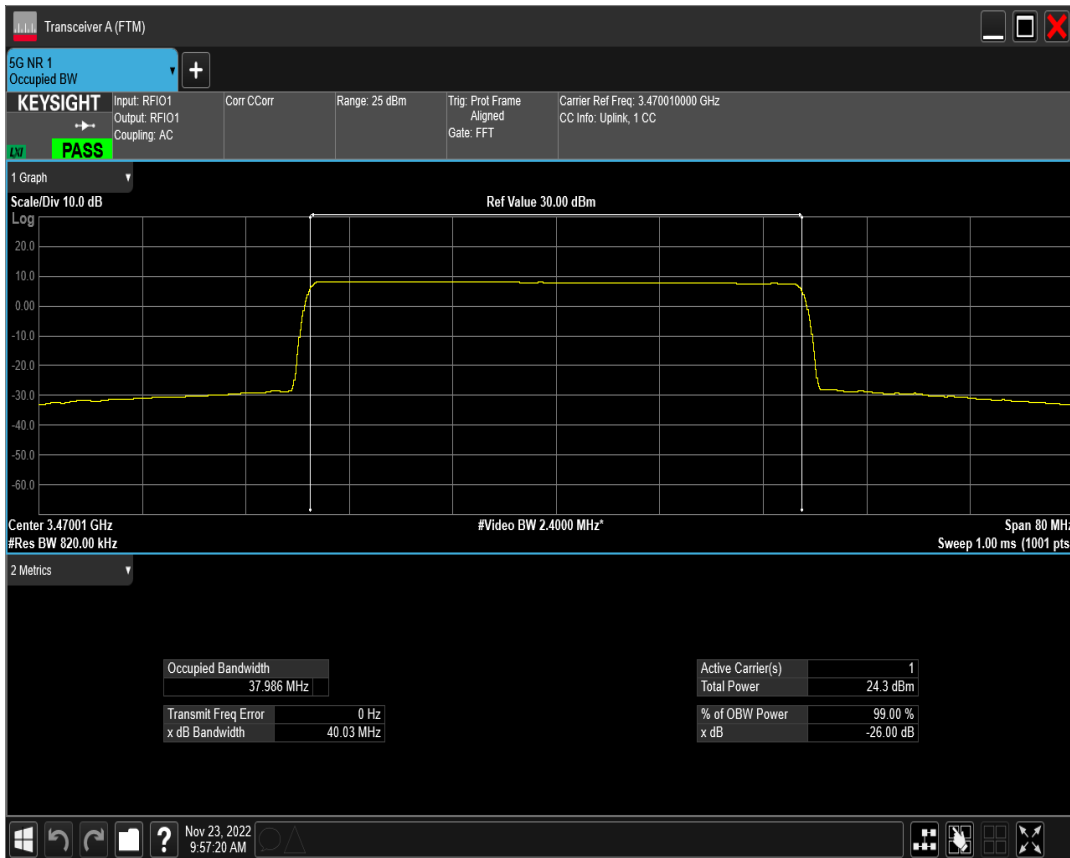 Transceiver A (FTM)
5G NR 1
Occupied BW
+
KEYSIGHT
LXI
PASS
Input: RFIO1
Output: RFIO1
Coupling: AC
Corr CCorr
Range: 25 dBm
Trig: Prot Frame
Aligned
Gate: FFT
Carrier Ref Freq: 3.470010000 GHz
CC Info: Uplink, 1 CC
1 Graph
Scale/Div 10.0 dB
Ref Value 30.00 dBm
Log
20.0
10.0
0.00
-10.0
-20.0
-30.0
-40.0
-50.0
-60.0
Center 3.47001 GHz
#Video BW 2.4000 MHz*
Span 80 MHz
#Res BW 820.00 kHz
Sweep 1.00 ms (1001 pts
2 Metrics
Occupied Bandwidth
37.986 MHz
Transmit Freq Error 0 Hz
x dB Bandwidth 40.03 MHz
Active Carrier(s) 1
Total Power 24.3 dBm
% of OBW Power 99.00 %
x dB -26.00 dB
?
Nov 23, 2022
9:57:20 AM